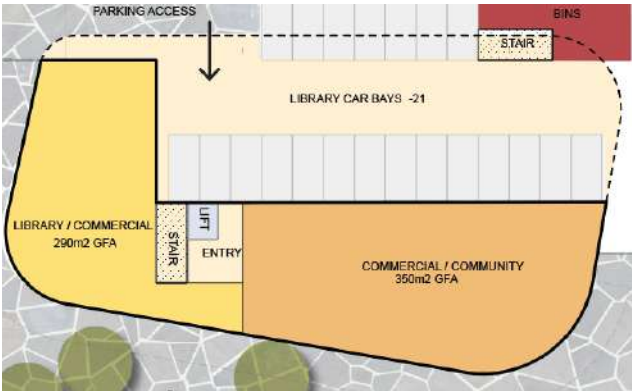 PARKING ACCESS
BINS
STAIR
LIBRARY CAR BAYS -21
LIBRARY / COMMERCIAL
290m2 GFA
STAIR
LIFT
ENTRY
COMMERCIAL / COMMUNITY
350m2 GFA